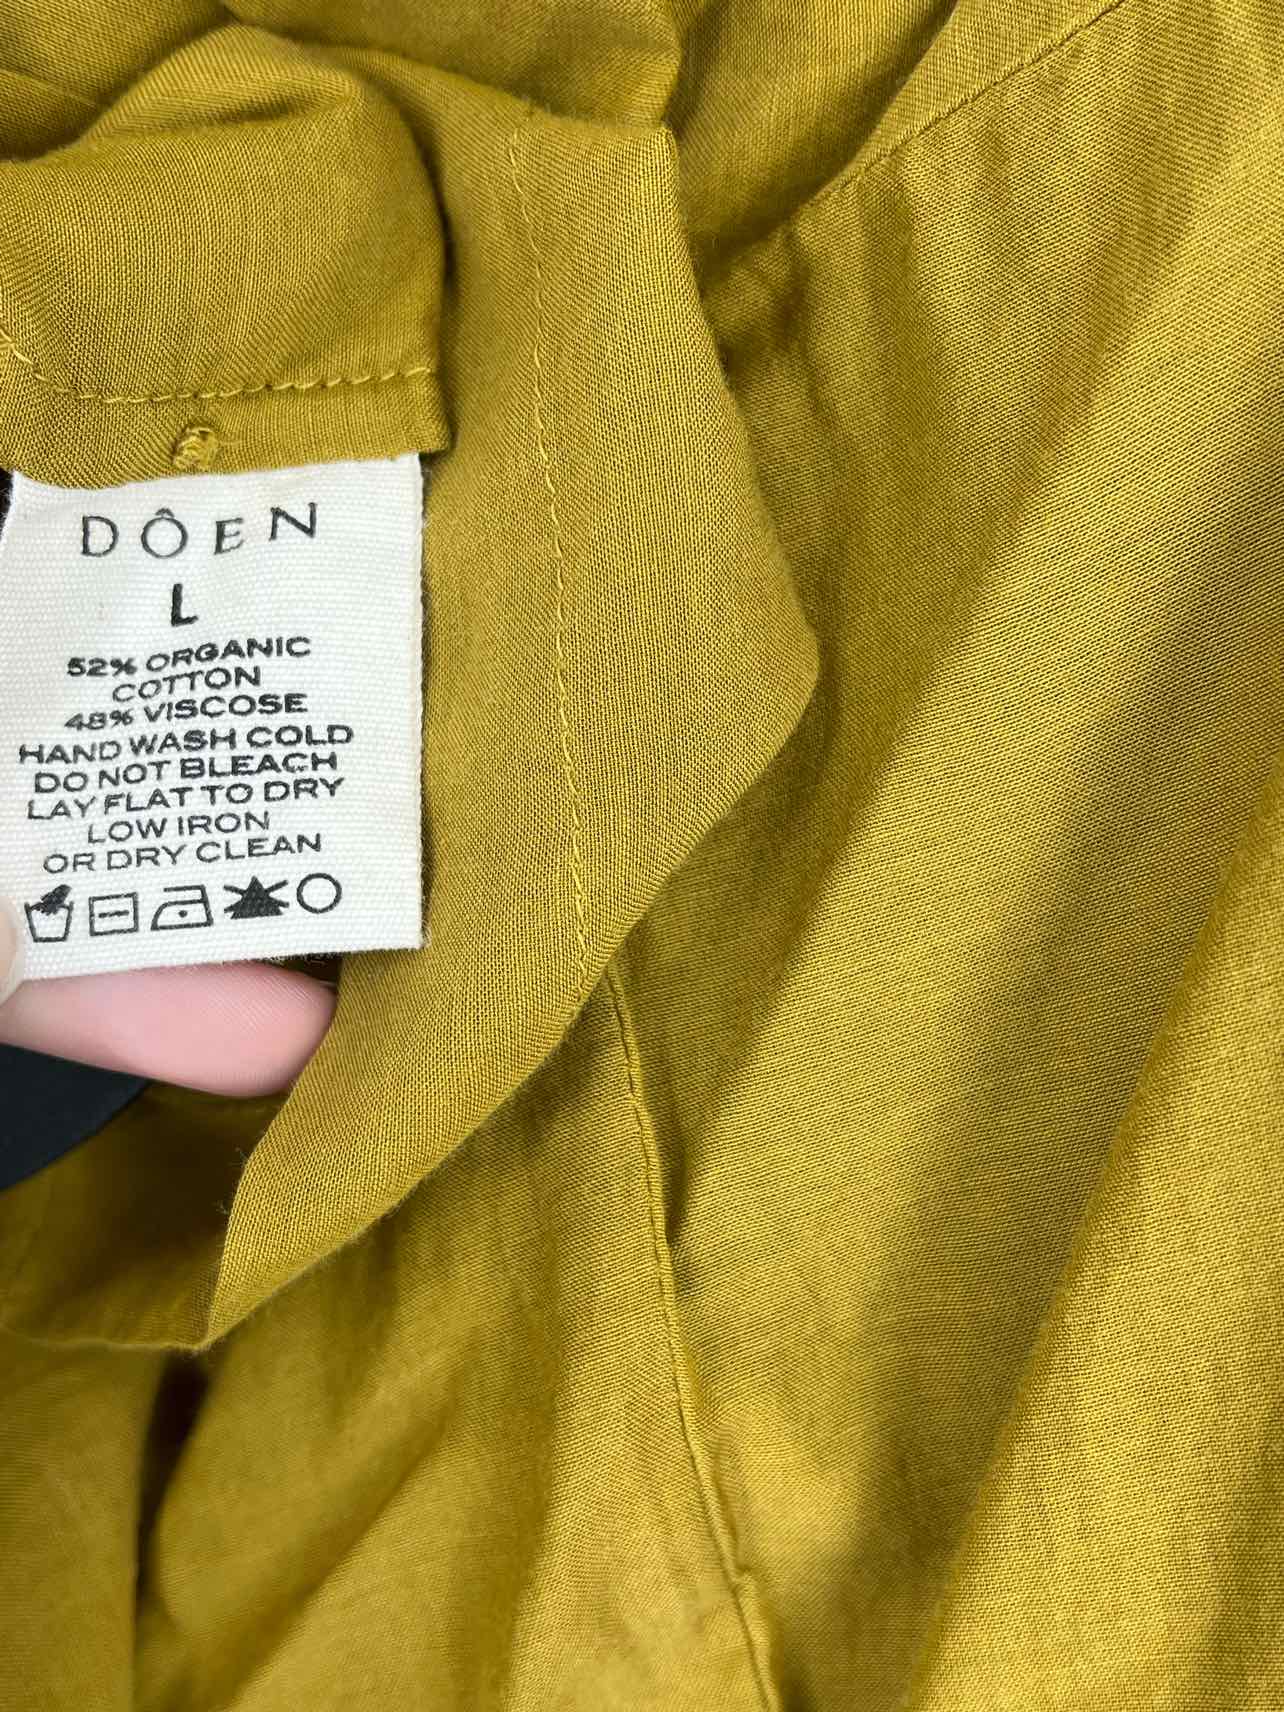 DÔEN
L
52% ORGANIC
COTTON
48% VISCOSE
HAND WASH COLD
DO NOT BLEACH
LAY FLAT TO DRY
LOW IRON
OR DRY CLEAN